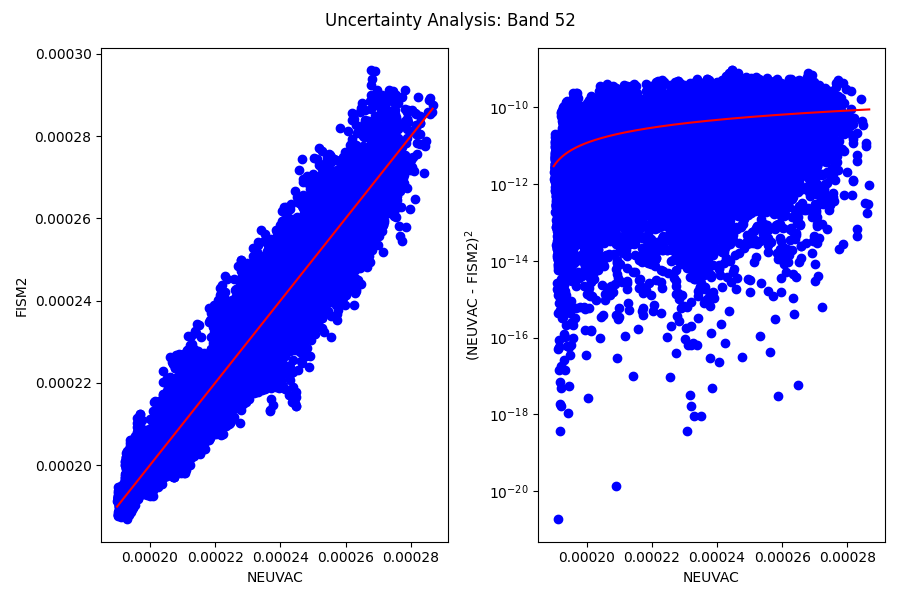 Uncertainty Analysis: Band 52
0.00030
0.00028
0.00026
0.00024
0.00022
0.00020
FISM2
0.00020 0.00022 0.00024 0.00026 0.00028
NEUVAC
10⁻¹⁰
10⁻¹²
10⁻¹⁴
10⁻¹⁶
10⁻¹⁸
10⁻²⁰
(NEUVAC - FISM2)²
0.00020 0.00022 0.00024 0.00026 0.00028
NEUVAC